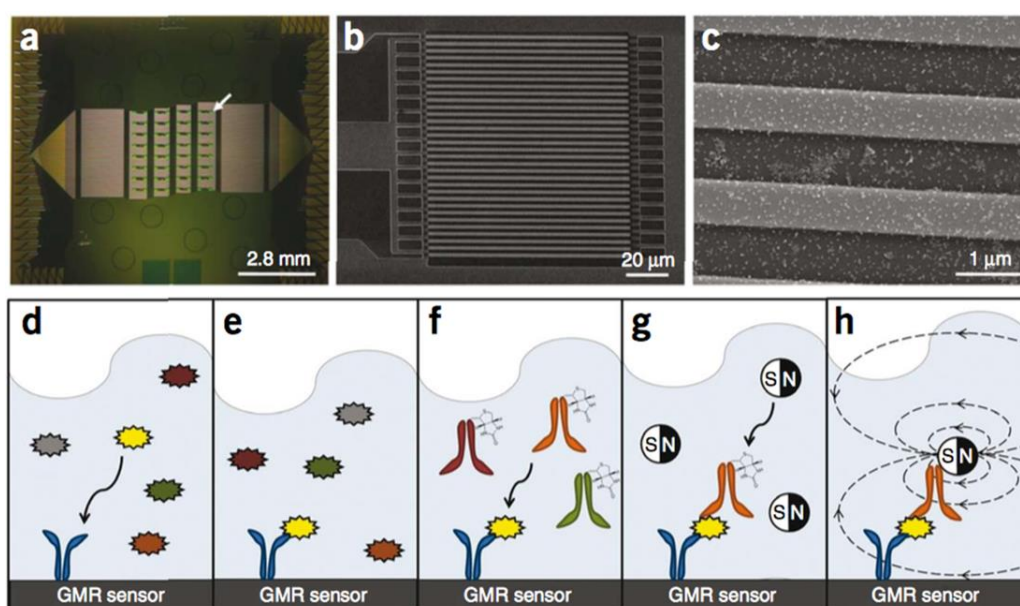 a
2.8 mm
b
20 μm
c
1 μm
d
GMR sensor
e
GMR sensor
f
GMR sensor
g
S N
S N
S N
GMR sensor
h
S N
GMR sensor